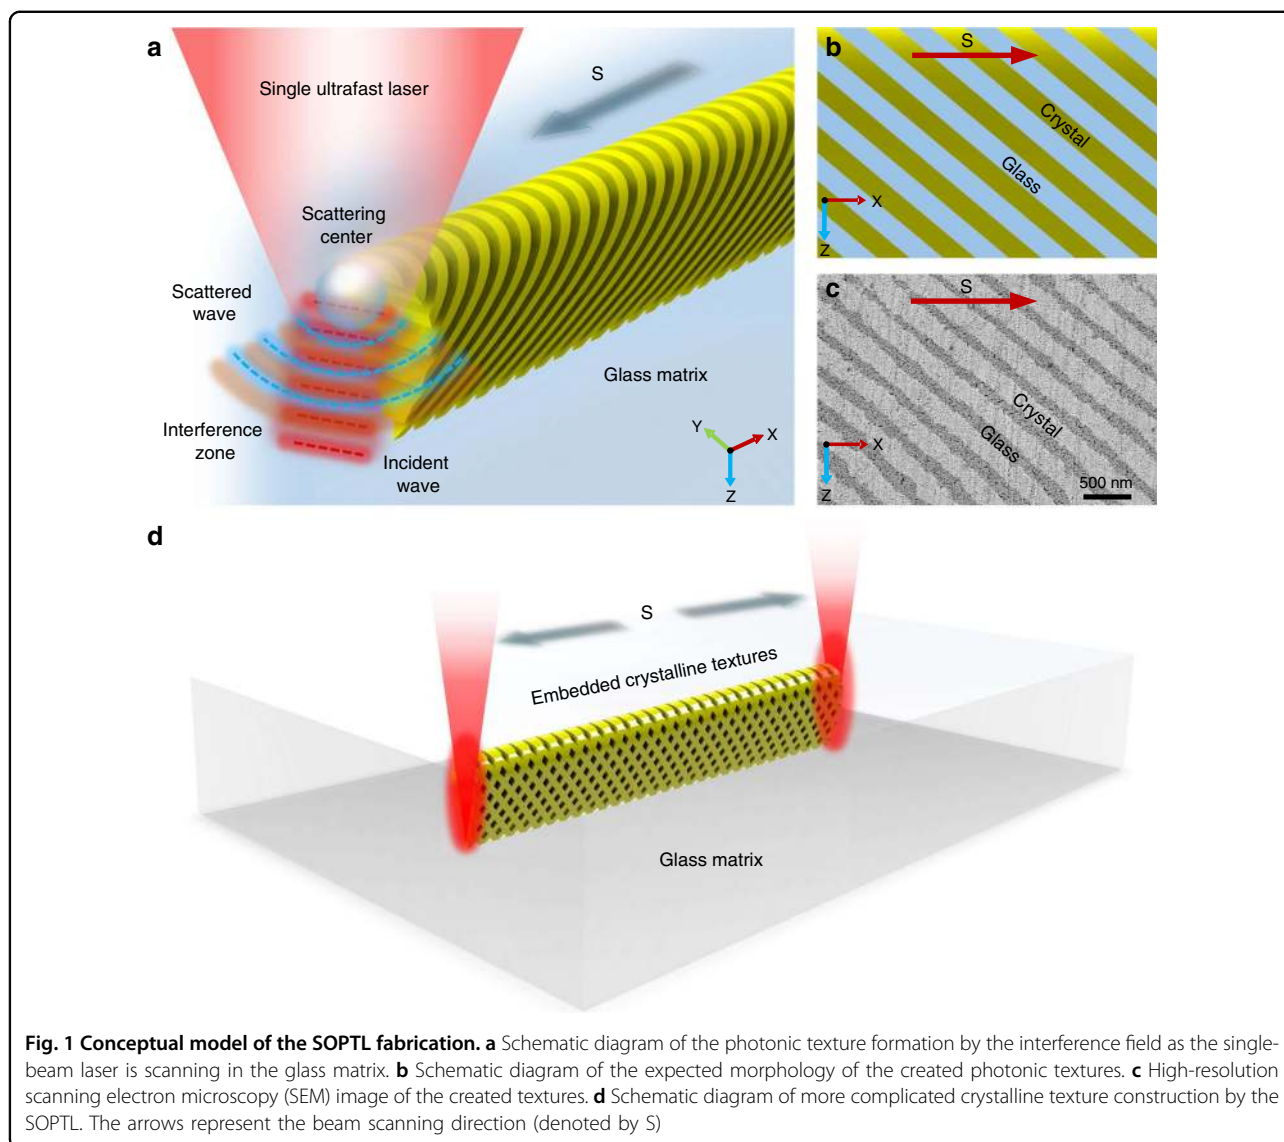 a
Single ultrafast laser
S
Scattering
center
Scattered
wave
Interference
zone
Incident
wave
Glass matrix
Y
X
Z
b
S
Crystal
Glass
X
Z
c
S
Crystal
Glass
X
Z
500 nm
d
S
Embedded crystalline textures
Glass matrix
Fig. 1 Conceptual model of the SOPTL fabrication. a Schematic diagram of the photonic texture formation by the interference field as the single-
beam laser is scanning in the glass matrix. b Schematic diagram of the expected morphology of the created photonic textures. c High-resolution
scanning electron microscopy (SEM) image of the created textures. d Schematic diagram of more complicated crystalline texture construction by the
SOPTL. The arrows represent the beam scanning direction (denoted by S)